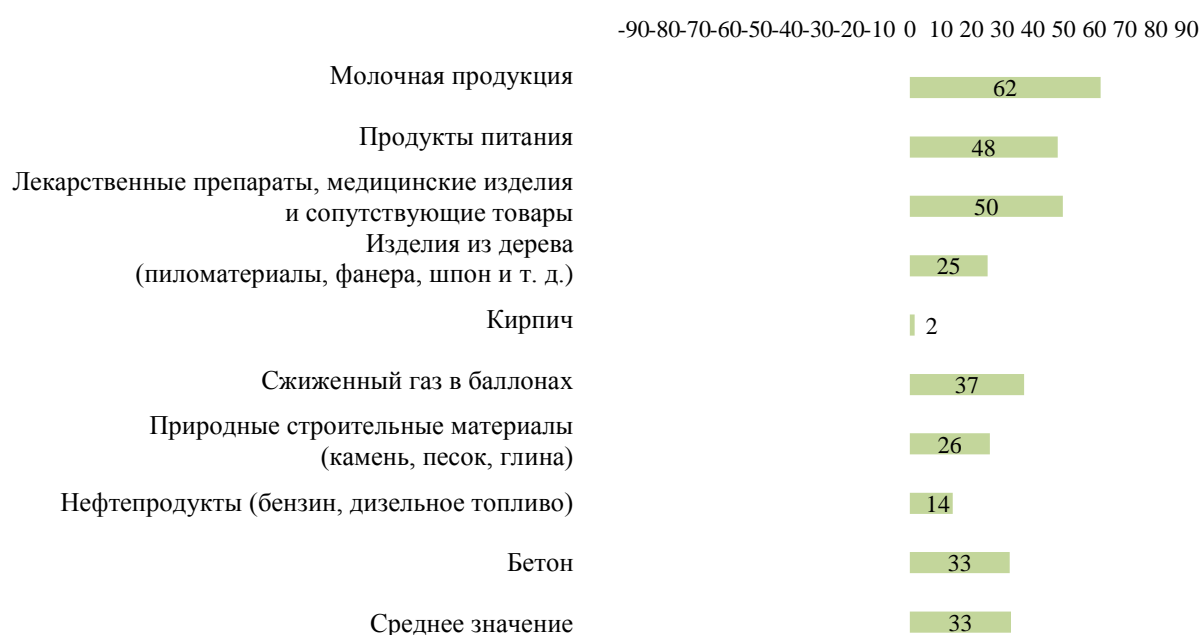 -90-80-70-60-50-40-30-20-10 0 10 20 30 40 50 60 70 80 90
Молочная продукция
62
Продукты питания
48
Лекарственные препараты, медицинские изделия
и сопутствующие товары
50
Изделия из дерева
(пиломатериалы, фанера, шпон и т. д.)
25
Кирпич
2
Сжиженный газ в баллонах
37
Природные строительные материалы
(камень, песок, глина)
26
Нефтепродукты (бензин, дизельное топливо)
14
Бетон
33
Среднее значение
33